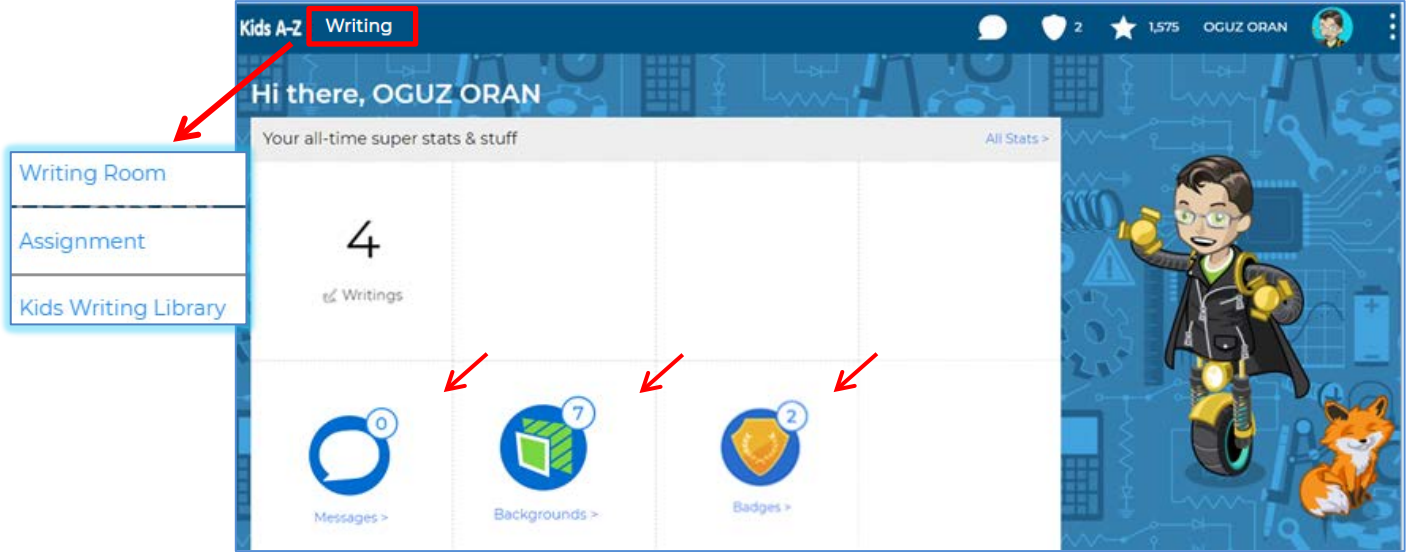 Kids A-Z Writing 2 1,575 OGUZ ORAN
Hi there, OGUZ ORAN
Your all-time super stats & stuff All Stats >
Writing Room
Assignment
Kids Writing Library
4
Writings
0 7 2
Messages > Backgrounds > Badges >